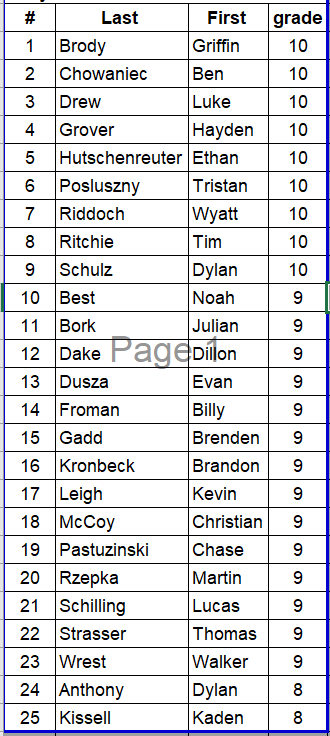 # Last First grade
1 Brody Griffin 10
2 Chowaniec Ben 10
3 Drew Luke 10
4 Grover Hayden 10
5 Hutschenreuter Ethan 10
6 Posluszny Tristan 10
7 Riddoch Wyatt 10
8 Ritchie Tim 10
9 Schulz Dylan 10
10 Best Noah 9
11 Bork Julian 9
12 Dake Dillon 9
Page 1
13 Dusza Evan 9
14 Froman Billy 9
15 Gadd Brenden 9
16 Kronbeck Brandon 9
17 Leigh Kevin 9
18 McCoy Christian 9
19 Pastuzinski Chase 9
20 Rzepka Martin 9
21 Schilling Lucas 9
22 Strasser Thomas 9
23 Wrest Walker 9
24 Anthony Dylan 8
25 Kissell Kaden 8